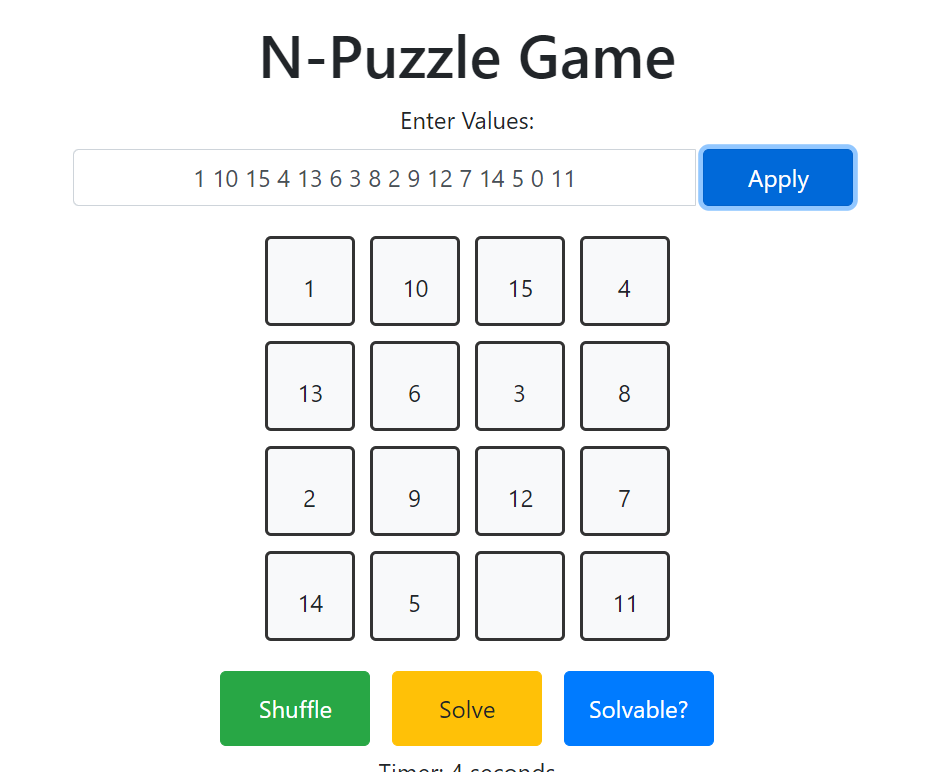 N-Puzzle Game
Enter Values:
1 10 15 4 13 6 3 8 2 9 12 7 14 5 0 11 Apply
1 10 15 4
13 6 3 8
2 9 12 7
14 5 11
Shuffle Solve Solvable?
Timer: 4 seconds